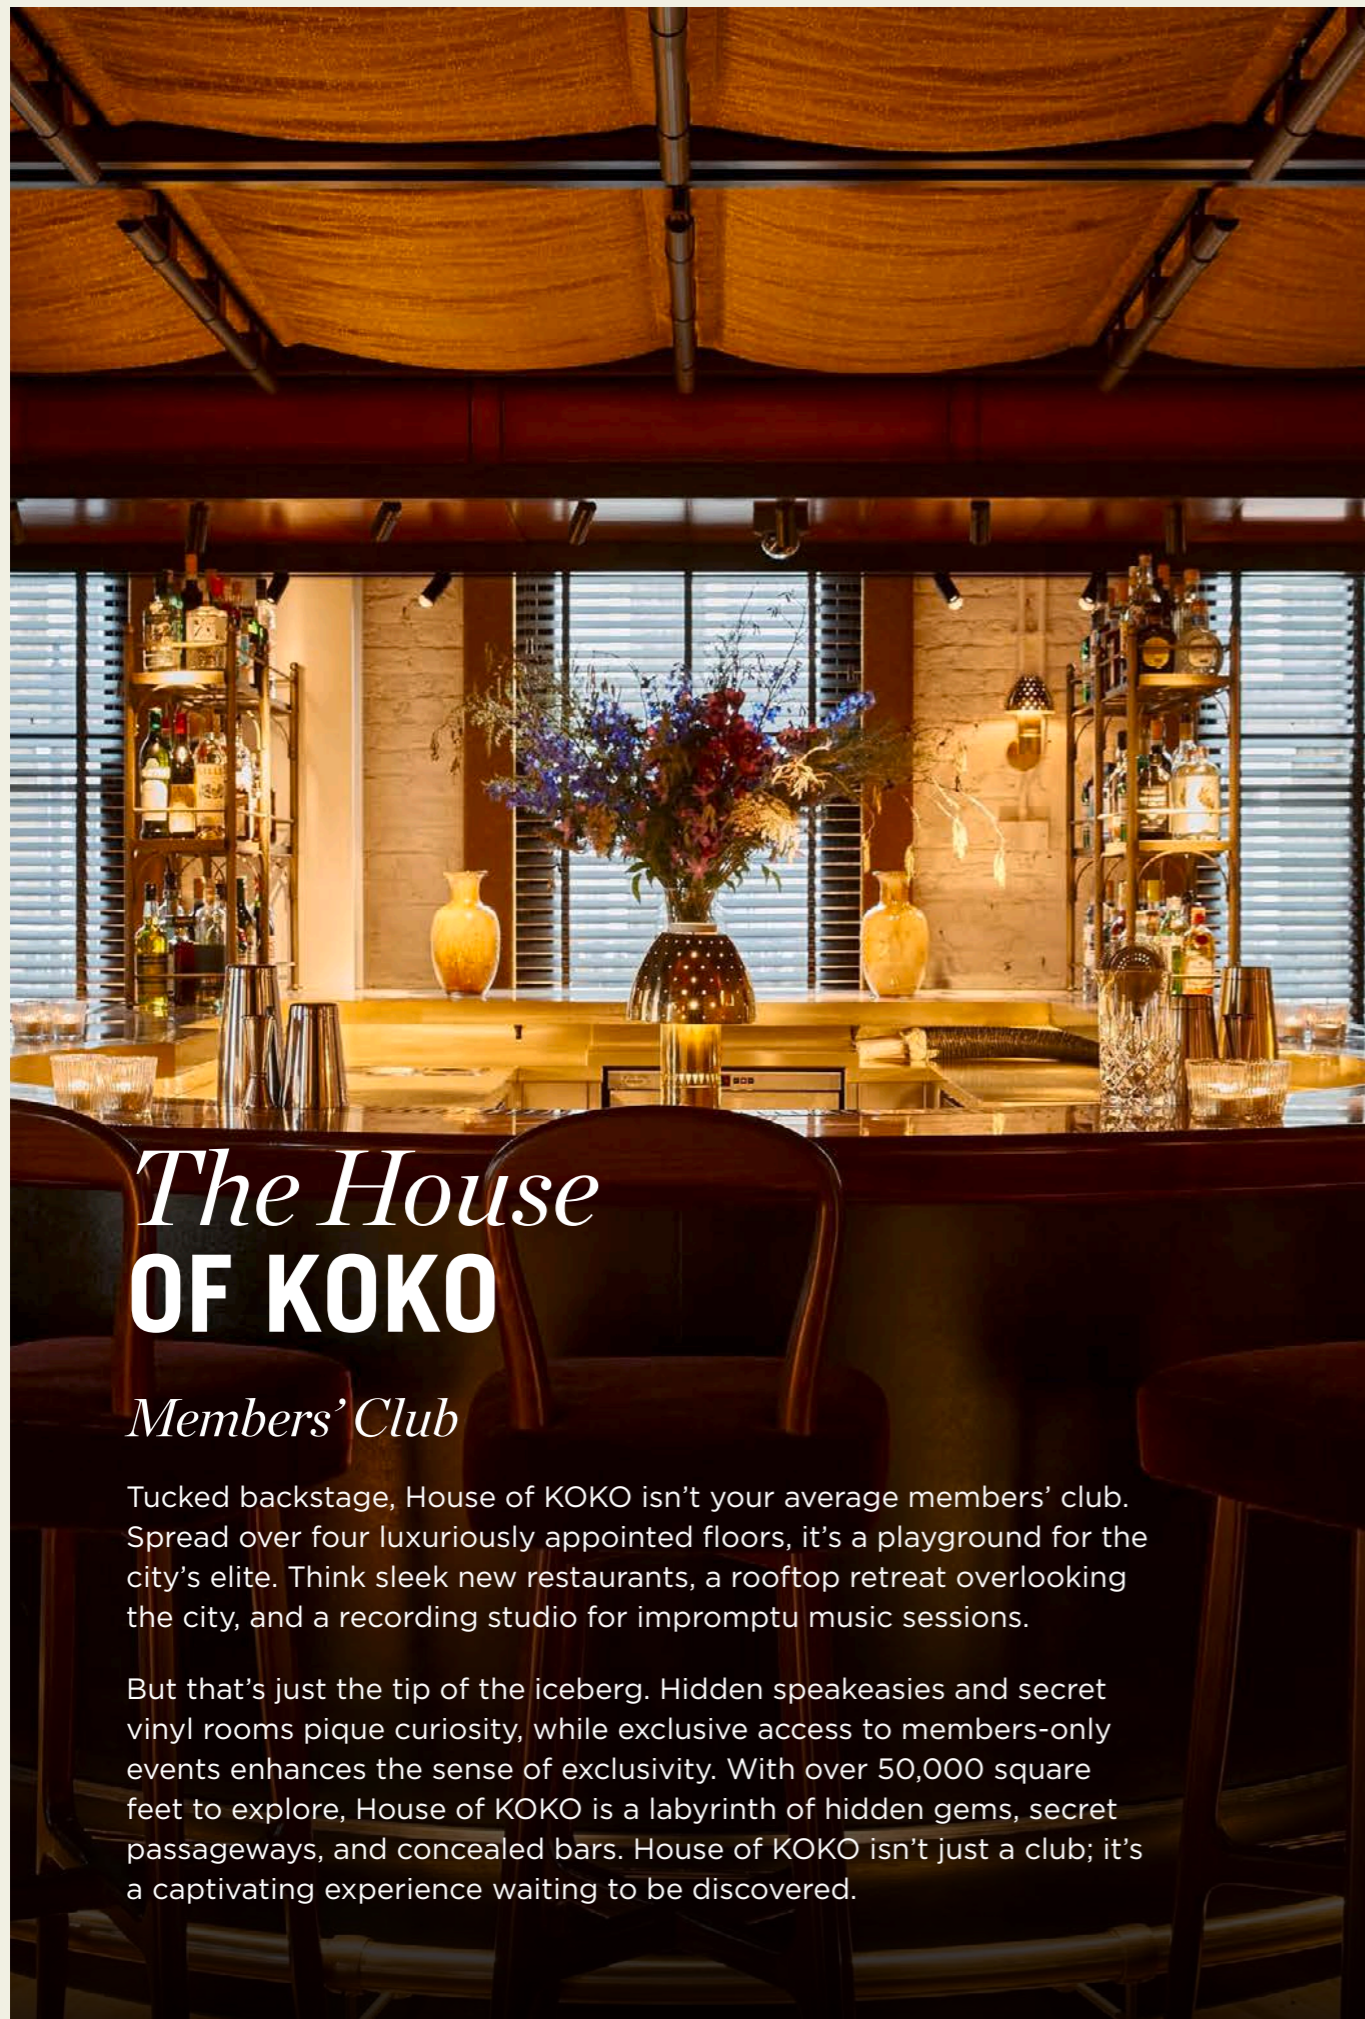 The House
OF KOKO
Members’ Club
Tucked backstage, House of KOKO isn’t your average members’ club.
Spread over four luxuriously appointed floors, it’s a playground for the
city’s elite. Think sleek new restaurants, a rooftop retreat overlooking
the city, and a recording studio for impromptu music sessions.
But that’s just the tip of the iceberg. Hidden speakeasies and secret
vinyl rooms pique curiosity, while exclusive access to members-only
events enhances the sense of exclusivity. With over 50,000 square
feet to explore, House of KOKO is a labyrinth of hidden gems, secret
passageways, and concealed bars. House of KOKO isn’t just a club; it’s
a captivating experience waiting to be discovered.